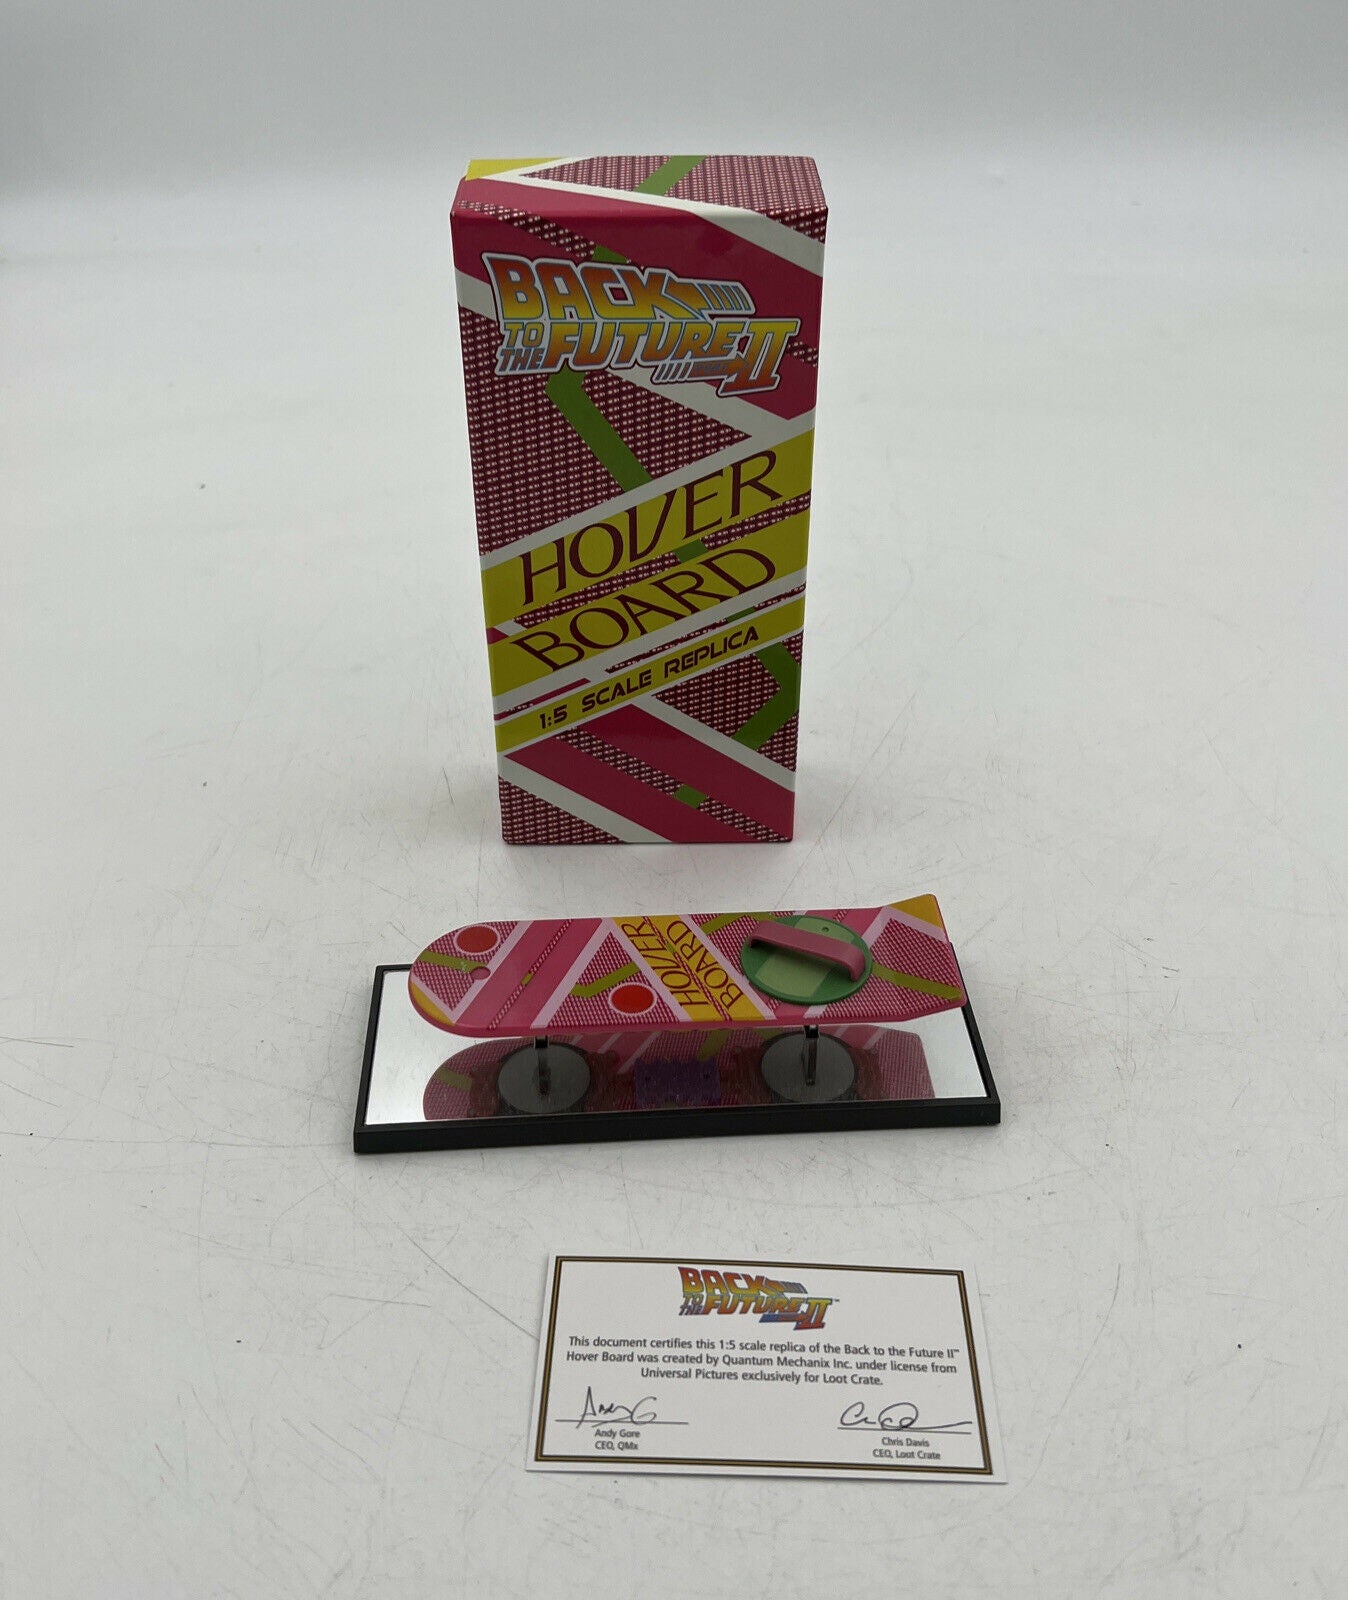 BACK
TO THE FUTURE II
HOVER
BOARD
1:5 SCALE REPLICA
HOVER
BOARD
BACK
TO THE FUTURE II™
This document certifies this 1:5 scale replica of the Back to the Future II™
Hover Board was created by Quantum Mechanix Inc. under license from
Universal Pictures exclusively for Loot Crate.
Andy Gore
CEO, QMx
Chris Davis
CEO, Loot Crate